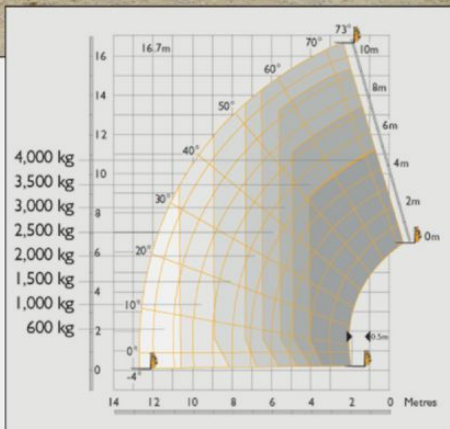 73°
16.7m
70°
10m
16
60°
8m
14
50°
6m
12
40°
4m
4,000 kg
10
3,500 kg
30°
2m
3,000 kg
8
2,500 kg
0m
2,000 kg
6
20°
1,500 kg
4
1,000 kg
10°
600 kg
2
0.5m
0°
0
-4°
14 12 10 8 6 4 2 0 Metres